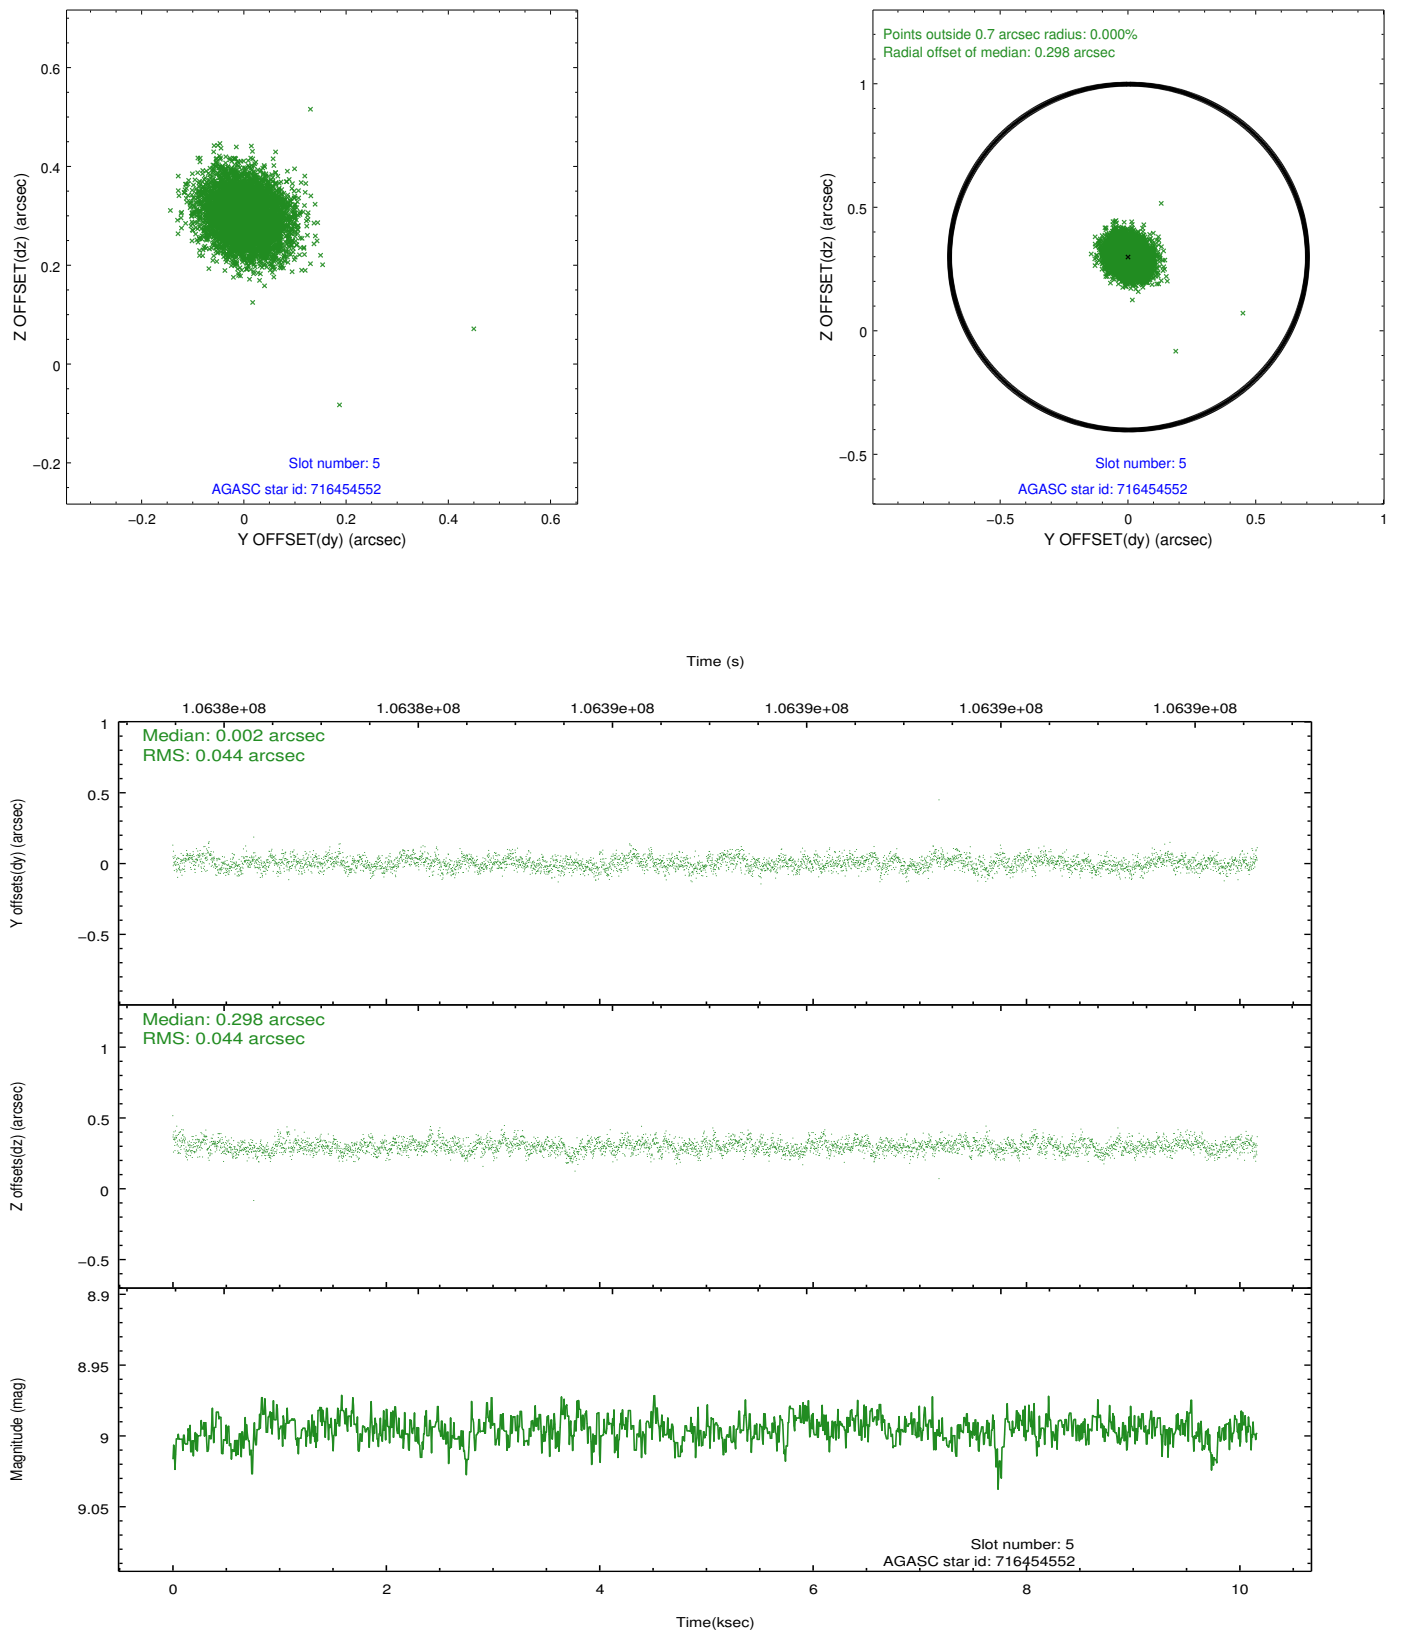 0.6
0.4
0.2
0
−0.2
Z OFFSET(dz) (arcsec)
Slot number: 5
AGASC star id: 716454552
−0.2 0 0.2 0.4 0.6
Y OFFSET(dy) (arcsec)
Points outside 0.7 arcsec radius: 0.000%
Radial offset of median: 0.298 arcsec
1
0.5
0
−0.5
Z OFFSET(dz) (arcsec)
Slot number: 5
AGASC star id: 716454552
−0.5 0 0.5 1
Y OFFSET(dy) (arcsec)
Time (s)
1.0638e+08 1.0638e+08 1.0639e+08 1.0639e+08 1.0639e+08 1.0639e+08
Median: 0.002 arcsec
RMS: 0.044 arcsec
1
0.5
0
−0.5
Y offsets(dy) (arcsec)
Median: 0.298 arcsec
RMS: 0.044 arcsec
1
0.5
0
−0.5
Z offsets(dz) (arcsec)
8.9
8.95
9
9.05
Magnitude (mag)
Slot number: 5
AGASC star id: 716454552
0 2 4 6 8 10
Time(ksec)